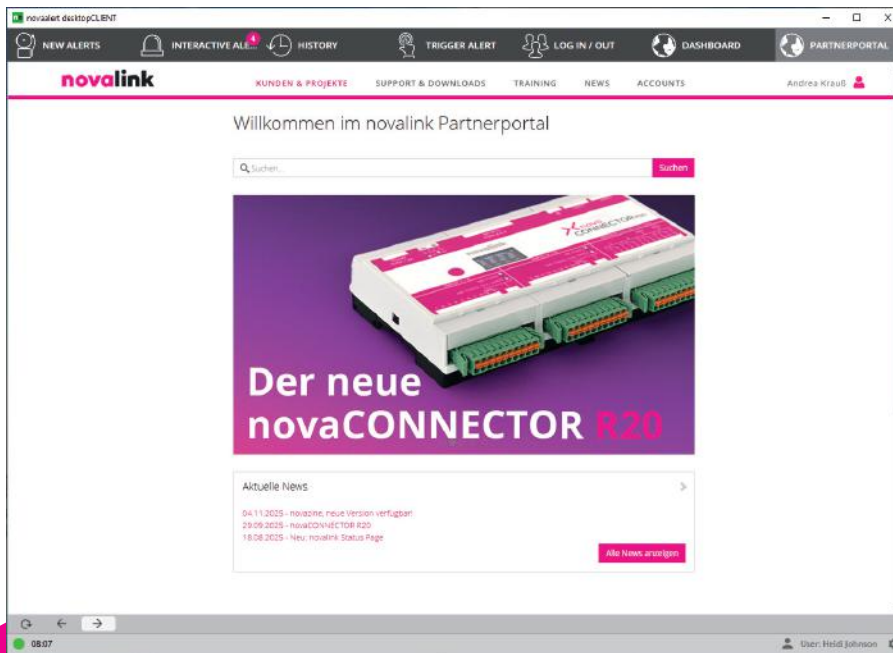 novaalert desktopCLIENT
NEW ALERTS
INTERACTIVE ALE...
4
HISTORY
TRIGGER ALERT
LOG IN / OUT
DASHBOARD
PARTNERPORTAL
novalink
KUNDEN & PROJEKTE
SUPPORT & DOWNLOADS
TRAINING
NEWS
ACCOUNTS
Andrea Krauß
Willkommen im novalink Partnerportal
Suchen...
Suchen
novalink
nova
CONNECTOR
Der neue
novaCONNECTOR R20
Aktuelle News
04.11.2025 - novazine, neue Version verfügbar!
29.09.2025 - novaCONNECTOR R20
18.08.2025 - Neu: novalink Status Page
Alle News anzeigen
08:07
User: Heidi Johnson